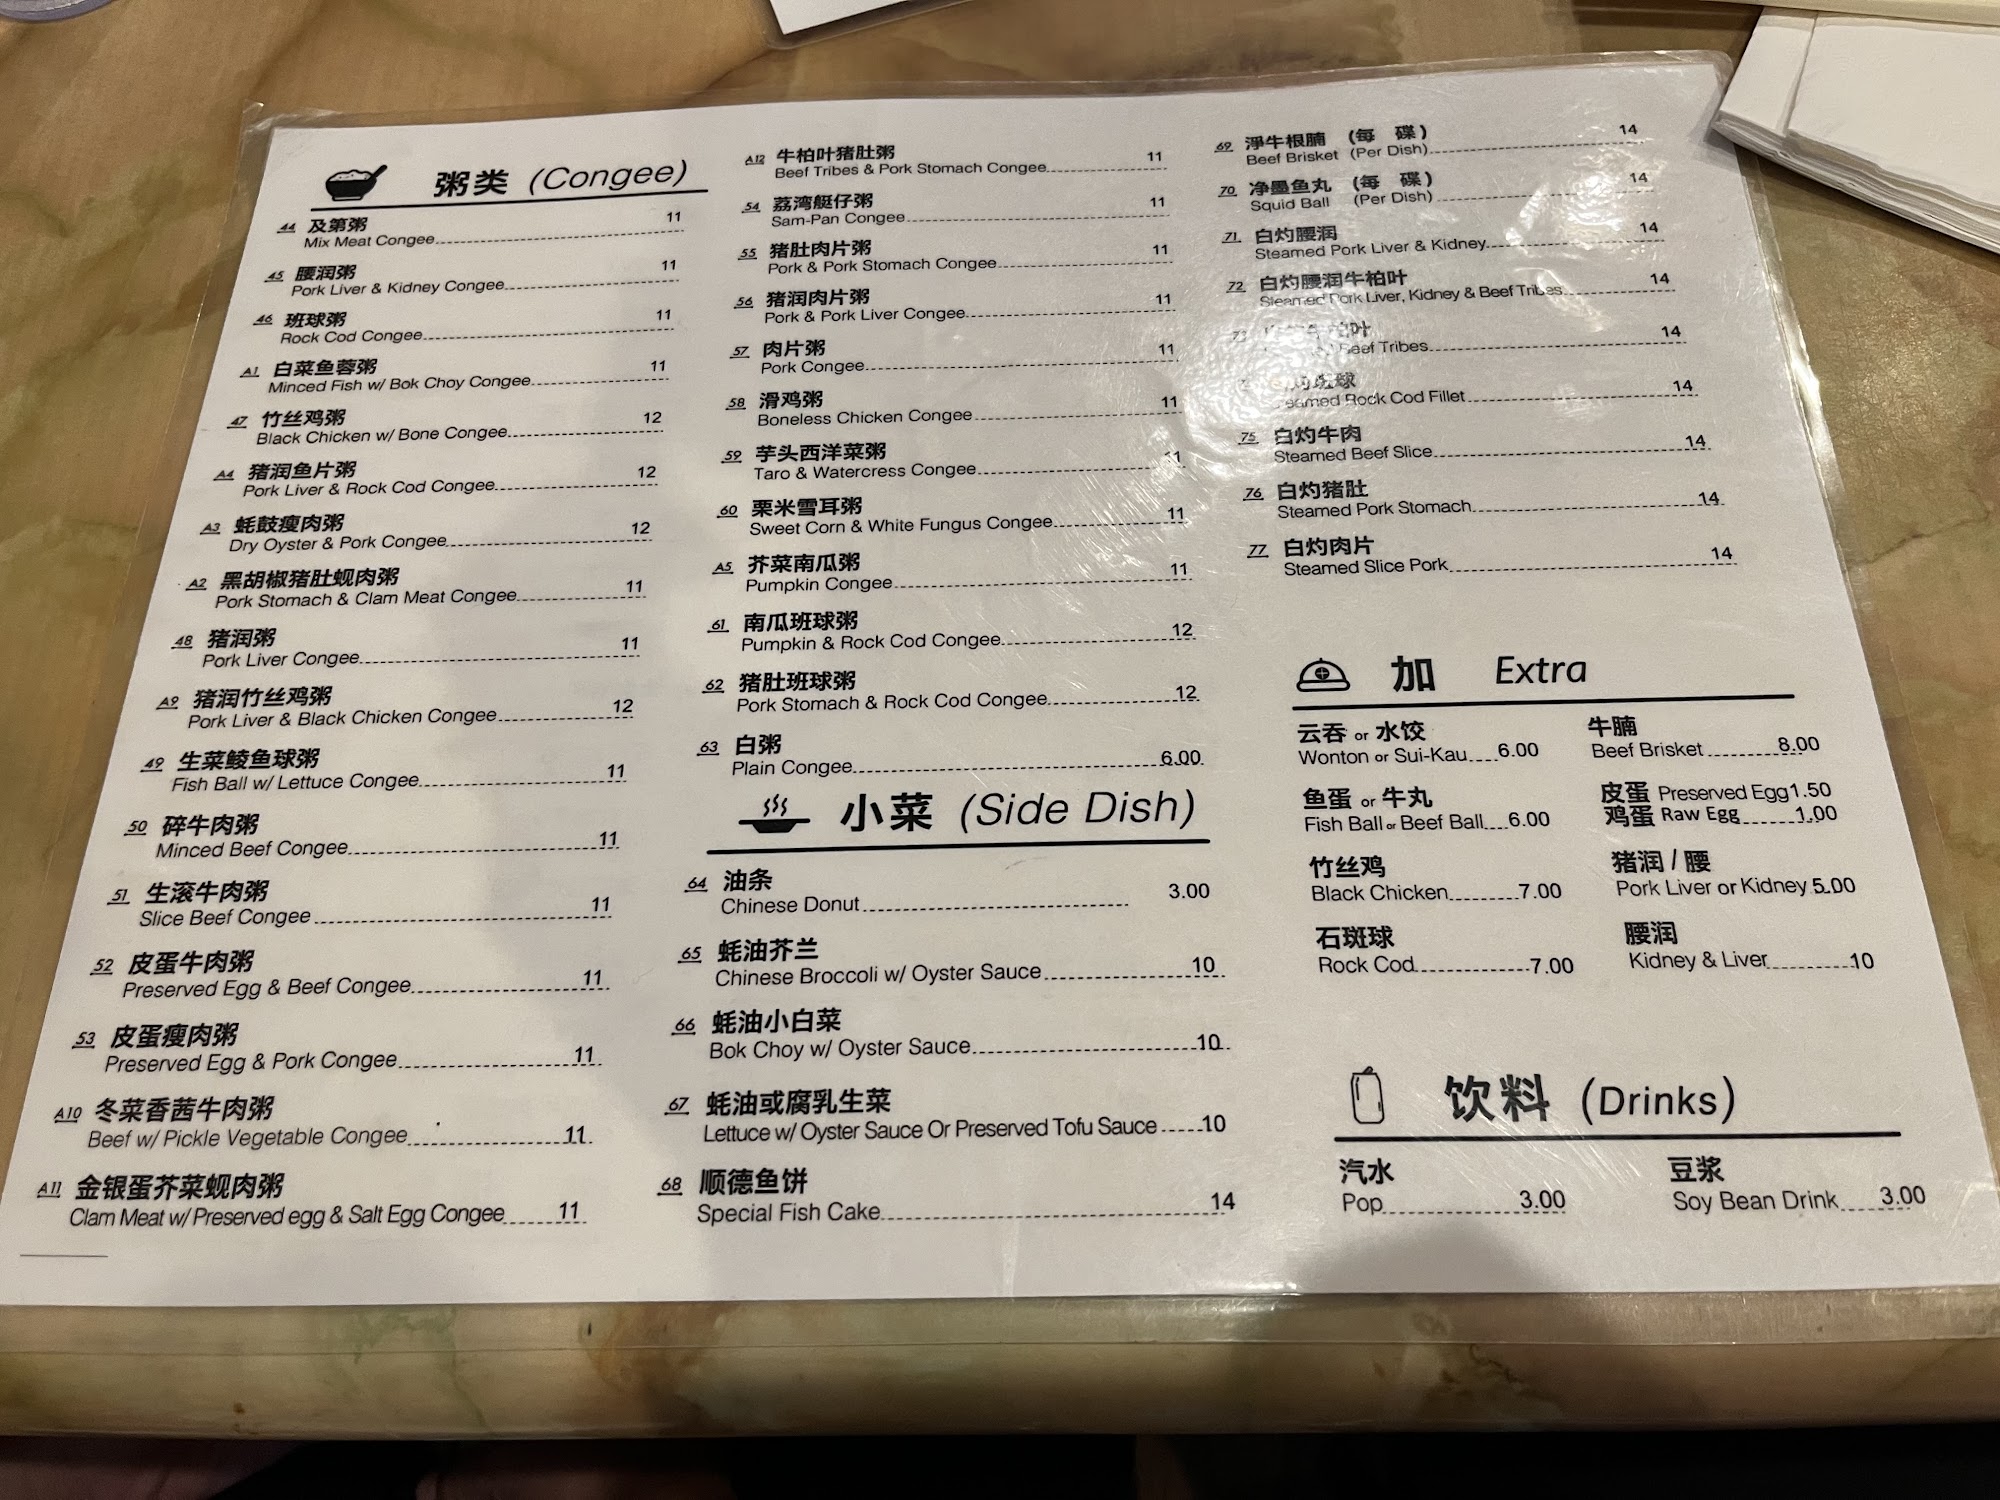 粥类 (Congee)
44 及第粥
Mix Meat Congee 11
45 腰润粥
Pork Liver & Kidney Congee 11
46 班球粥
Rock Cod Congee 11
A1 白菜鱼蓉粥
Minced Fish w/ Bok Choy Congee 11
47 竹丝鸡粥
Black Chicken w/ Bone Congee 12
A4 猪润鱼片粥
Pork Liver & Rock Cod Congee 12
A3 蚝鼓瘦肉粥
Dry Oyster & Pork Congee 12
A2 黑胡椒猪肚蚬肉粥
Pork Stomach & Clam Meat Congee 11
48 猪润粥
Pork Liver Congee 11
A9 猪润竹丝鸡粥
Pork Liver & Black Chicken Congee 12
49 生菜鲮鱼球粥
Fish Ball w/ Lettuce Congee 11
50 碎牛肉粥
Minced Beef Congee 11
51 生滚牛肉粥
Slice Beef Congee 11
52 皮蛋牛肉粥
Preserved Egg & Beef Congee 11
53 皮蛋瘦肉粥
Preserved Egg & Pork Congee 11
A10 冬菜香茜牛肉粥
Beef w/ Pickle Vegetable Congee 11
A11 金银蛋芥菜蚬肉粥
Clam Meat w/ Preserved egg & Salt Egg Congee 11
A12 牛柏叶猪肚粥
Beef Tribes & Pork Stomach Congee 11
54 荔湾艇仔粥
Sam-Pan Congee 11
55 猪肚肉片粥
Pork & Pork Stomach Congee 11
56 猪润肉片粥
Pork & Pork Liver Congee 11
57 肉片粥
Pork Congee 11
58 滑鸡粥
Boneless Chicken Congee 11
59 芋头西洋菜粥
Taro & Watercress Congee 11
60 栗米雪耳粥
Sweet Corn & White Fungus Congee 11
A5 芥菜南瓜粥
Pumpkin Congee 11
61 南瓜班球粥
Pumpkin & Rock Cod Congee 12
62 猪肚班球粥
Pork Stomach & Rock Cod Congee 12
63 白粥
Plain Congee 6.00
小菜 (Side Dish)
64 油条
Chinese Donut 3.00
65 蚝油芥兰
Chinese Broccoli w/ Oyster Sauce 10
66 蚝油小白菜
Bok Choy w/ Oyster Sauce 10
67 蚝油或腐乳生菜
Lettuce w/ Oyster Sauce Or Preserved Tofu Sauce 10
68 顺德鱼饼
Special Fish Cake 14
69 淨牛根腩 (每 碟)
Beef Brisket (Per Dish) 14
70 净墨鱼丸 (每 碟)
Squid Ball (Per Dish) 14
71 白灼腰润
Steamed Pork Liver & Kidney 14
72 白灼腰润牛柏叶
Steamed Pork Liver, Kidney & Beef Tribes 14
73 牛柏叶
Beef Tribes 14
班球
Steamed Rock Cod Fillet 14
75 白灼牛肉
Steamed Beef Slice 14
76 白灼猪肚
Steamed Pork Stomach 14
77 白灼肉片
Steamed Slice Pork 14
加 Extra
云吞 or 水饺
Wonton or Sui-Kau 6.00
牛腩
Beef Brisket 8.00
鱼蛋 or 牛丸
Fish Ball or Beef Ball 6.00
皮蛋 Preserved Egg 1.50
鸡蛋 Raw Egg 1.00
竹丝鸡
Black Chicken 7.00
猪润 / 腰
Pork Liver or Kidney 5.00
石斑球
Rock Cod 7.00
腰润
Kidney & Liver 10
饮料 (Drinks)
汽水
Pop 3.00
豆浆
Soy Bean Drink 3.00